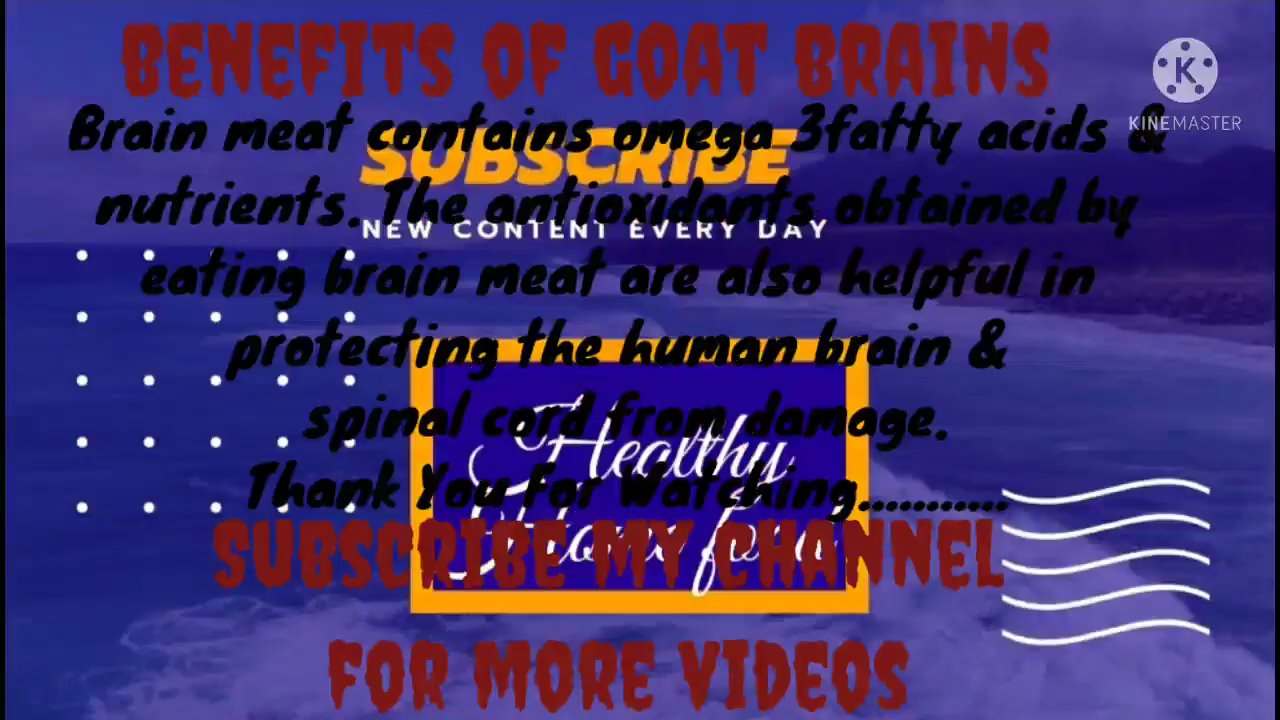 BENEFITS OF GOAT BRAINS
KINEMASTER
Brain meat contains omega 3fatty acids &
SUBSCRIBE
nutrients. The antioxidants obtained by
NEW CONTENT EVERY DAY
eating brain meat are also helpful in
protecting the human brain &
spinal cord from damage.
Healthy
Thank You For Watching...........
SUBSCRIBE MY CHANNEL
FOR MORE VIDEOS